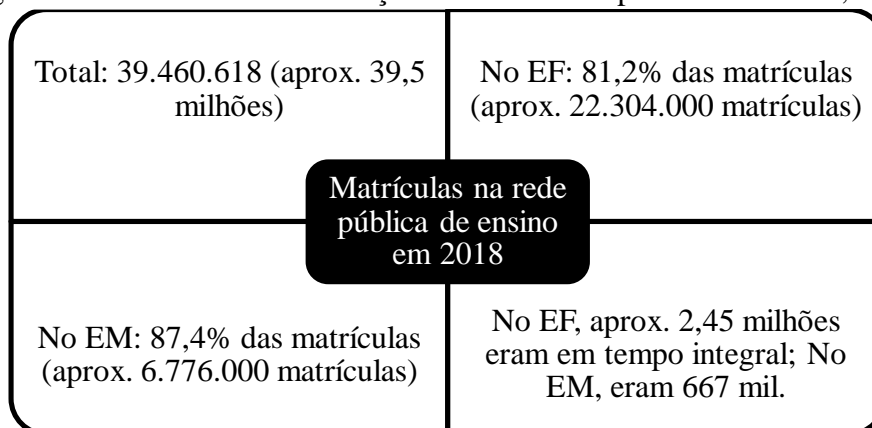 Total: 39.460.618 (aprox. 39,5
milhões)
No EF: 81,2% das matrículas
(aprox. 22.304.000 matrículas)
Matrículas na rede
pública de ensino
em 2018
No EM: 87,4% das matrículas
(aprox. 6.776.000 matrículas)
No EF, aprox. 2,45 milhões
eram em tempo integral; No
EM, eram 667 mil.